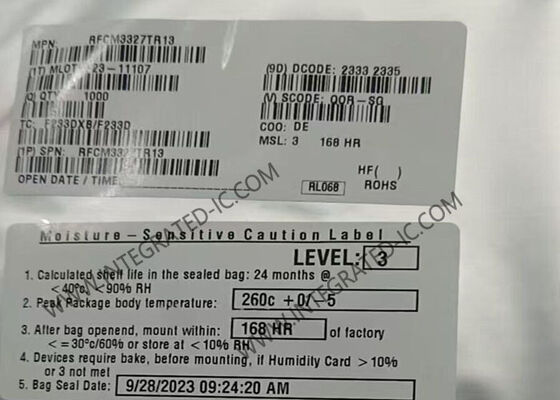 MPN: RFCM3327TR13
(1T) MLOT: 23-11107
(Q) QTY: 1000
TC: F233DXB/F233D
(1P) SPN: RFCM3327TR13
OPEN DATE / TIME
(9D) DCODE: 2333 2335
(V) SCODE: QOR-SG
COO: DE
MSL: 3 168 HR
HF( )
RL068 ROHS
WWW.INTEGRATED-IC.COM
WWW.INTEGRATED-IC.COM
Moisture - Sensitive Caution Label
LEVEL: 3
1. Calculated shelf life in the sealed bag: 24 months @
<40°c, <90% RH
2. Peak Package body temperature: 260c +0/-5
3. After bag openend, mount within: 168 HR of factory
< =30°c/60% or store at <10% RH
4. Devices require bake, before mounting, if Humidity Card >10%
or 3 not met
5. Bag Seal Date: 9/28/2023 09:24:20 AM